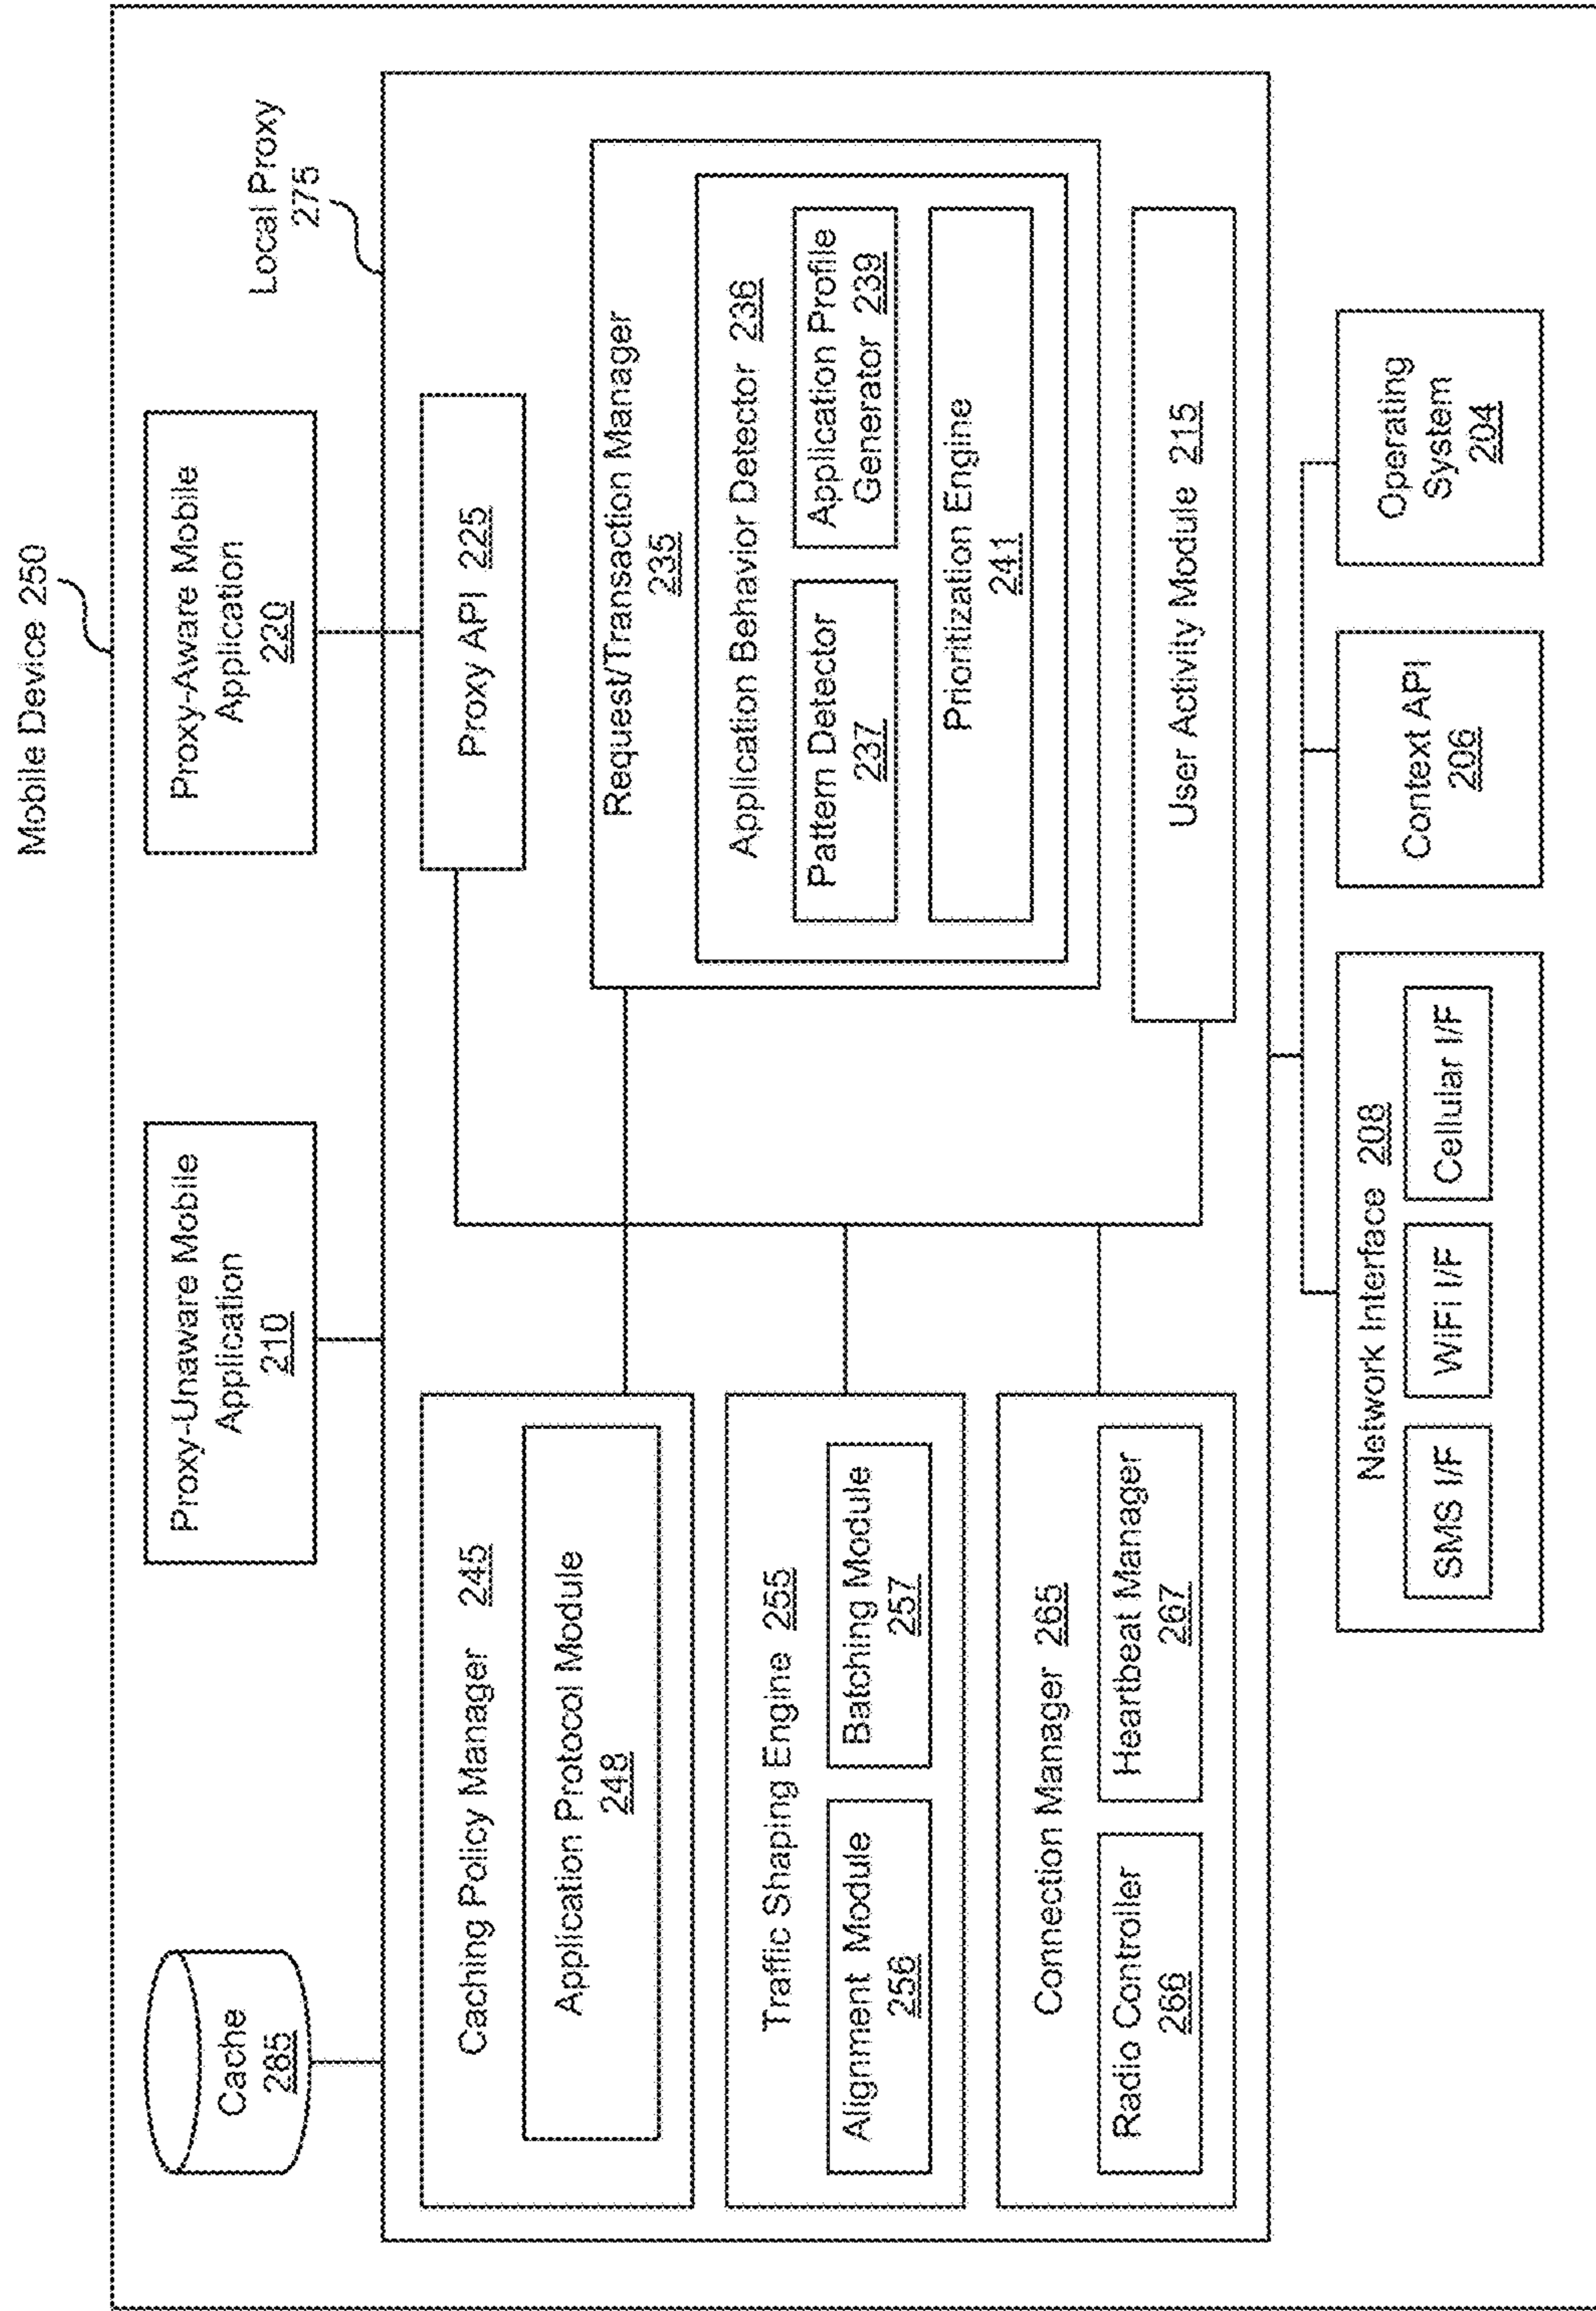 Mobile Device 250
Cache
285
Proxy-Unaware Mobile
Application
210
Proxy-Aware Mobile
Application
220
Local Proxy
275
Caching Policy Manager 245
Application Protocol Module
248
Traffic Shaping Engine 255
Alignment Module
256
Batching Module
257
Connection Manager 265
Radio Controller
266
Heartbeat Manager
267
Proxy API 225
Request/Transaction Manager
235
Application Behavior Detector 236
Pattern Detector
237
Application Profile
Generator 239
Prioritization Engine
241
User Activity Module 215
Network Interface 208
SMS I/F
WiFi I/F
Cellular I/F
Context API
206
Operating
System
204